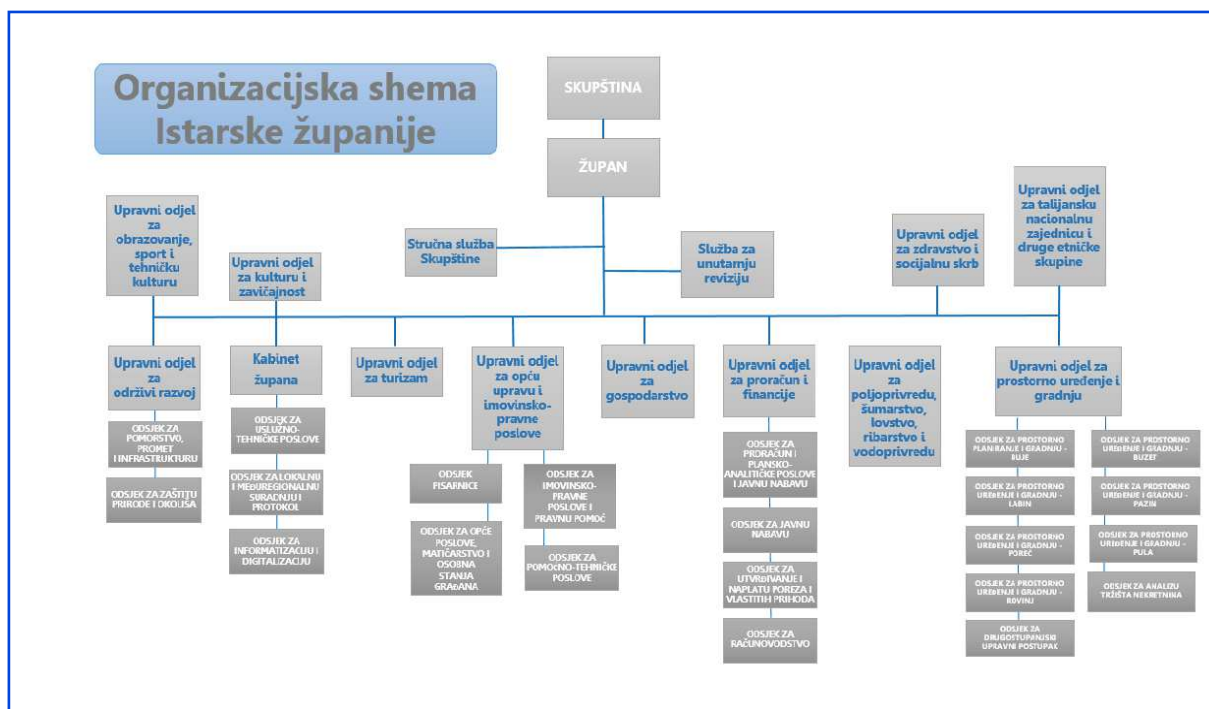 Organizacijska shema
Istarske županije
SKUPŠTINA
ŽUPAN
Upravni odjel
za
obrazovanje,
sport i
tehničku
kulturu
Upravni odjel
za kulturu i
zavičajnost
Stručna služba
Skupštine
Služba za
unutarnju
reviziju
Upravni odjel
za zdravstvo i
socijalnu skrb
Upravni odjel
za talijansku
nacionalnu
zajednicu i
druge etničke
skupine
Upravni odjel
za
održivi razvoj
ODSJEK ZA
POMORSTVO,
PROMET
I INFRASTRUKTURU
ODSJEK ZA ZAŠTITU
PRIRODE I OKOLIŠA
Kabinet
župana
ODSJEK ZA
USLUŽNO-
TEHNIČKE POSLOVE
ODSJEK ZA LOKALNU
I MEĐUREGIONALNU
SURADNJU I
PROTOKOL
ODSJEK ZA
INFORMATIZACIJU I
DIGITALIZACIJU
Upravni odjel
za turizam
Upravni odjel
za opću
upravu i
imovinsko-
pravne
poslove
ODSJEK
PISARNICE
ODSJEK ZA OPĆE
POSLOVE,
MATIČARSTVO I
OSOBNA
STANJA
GRAĐANA
ODSJEK ZA
IMOVINSKO-
PRAVNE
POSLOVE I
PRAVNU POMOĆ
ODSJEK ZA
POMOĆNO-TEHNIČKE
POSLOVE
Upravni odjel
za
gospodarstvo
Upravni odjel
za proračun i
financije
ODSJEK ZA
PRORAČUN I
PLANSKO-
ANALITIČKE POSLOVE
I JAVNU NABAVU
ODSJEK ZA JAVNU
NABAVU
ODSJEK ZA
UTVRĐIVANJE I
NAPLATU POREZA I
VLASTITIH PRIHODA
ODSJEK ZA
RAČUNOVODSTVO
Upravni odjel
za
poljoprivredu,
šumarstvo,
lovstvo,
ribarstvo i
vodoprivredu
Upravni odjel za
prostorno uređenje i
gradnju
ODSJEK ZA PROSTORNO
PLANIRANJE I GRADNJU -
BUJE
ODSJEK ZA PROSTORNO
UREĐENJE I GRADNJU -
LABIN
ODSJEK ZA PROSTORNO
UREĐENJE I GRADNJU -
POREČ
ODSJEK ZA PROSTORNO
UREĐENJE I GRADNJU -
ROVINJ
ODSJEK ZA
DRUGOSTUPANJSKI
UPRAVNI POSTUPAK
ODSJEK ZA PROSTORNO
UREĐENJE I GRADNJU -
BUZET
ODSJEK ZA PROSTORNO
UREĐENJE I GRADNJU -
PAZIN
ODSJEK ZA PROSTORNO
UREĐENJE I GRADNJU -
PULA
ODSJEK ZA ANALIZU
TRŽIŠTA NEKRETNINA